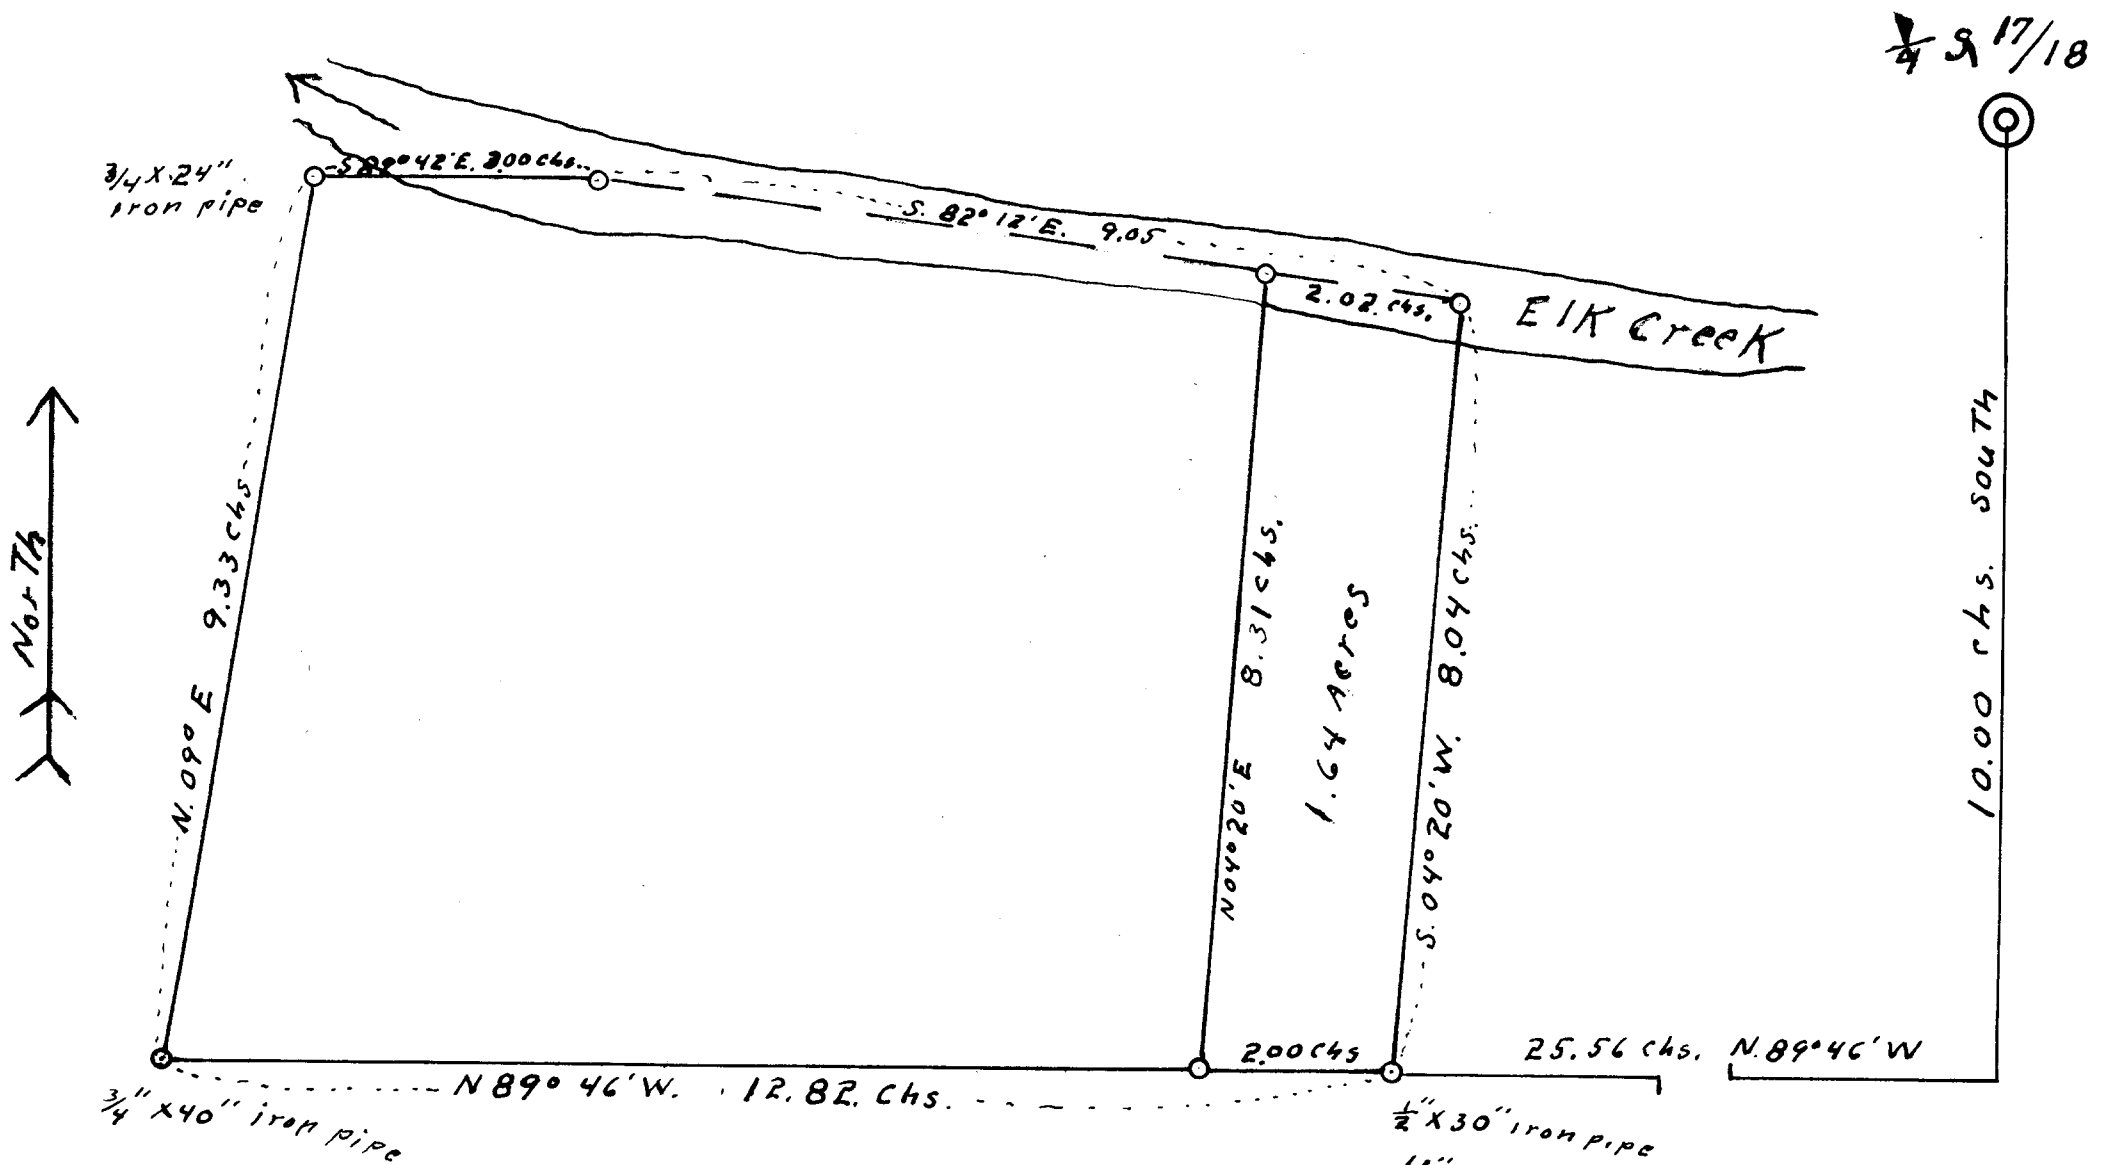 1/4 17/18
3/4 X 24"
iron pipe
S 89° 42' E. 3.00 chs.
S. 82° 12' E. 9.05
2.02 chs.
Elk Creek
North
N. 09° E 9.33 chs
N 04° 20' E 8.31 chs.
1.64 Acres
S. 04° 20' W. 8.04 chs.
10.00 chs. South
2.00 chs
25.56 chs. N. 89° 46' W
N 89° 46' W. 12.82 chs.
3/4" X 40" iron pipe
1/2" X 30" iron pipe